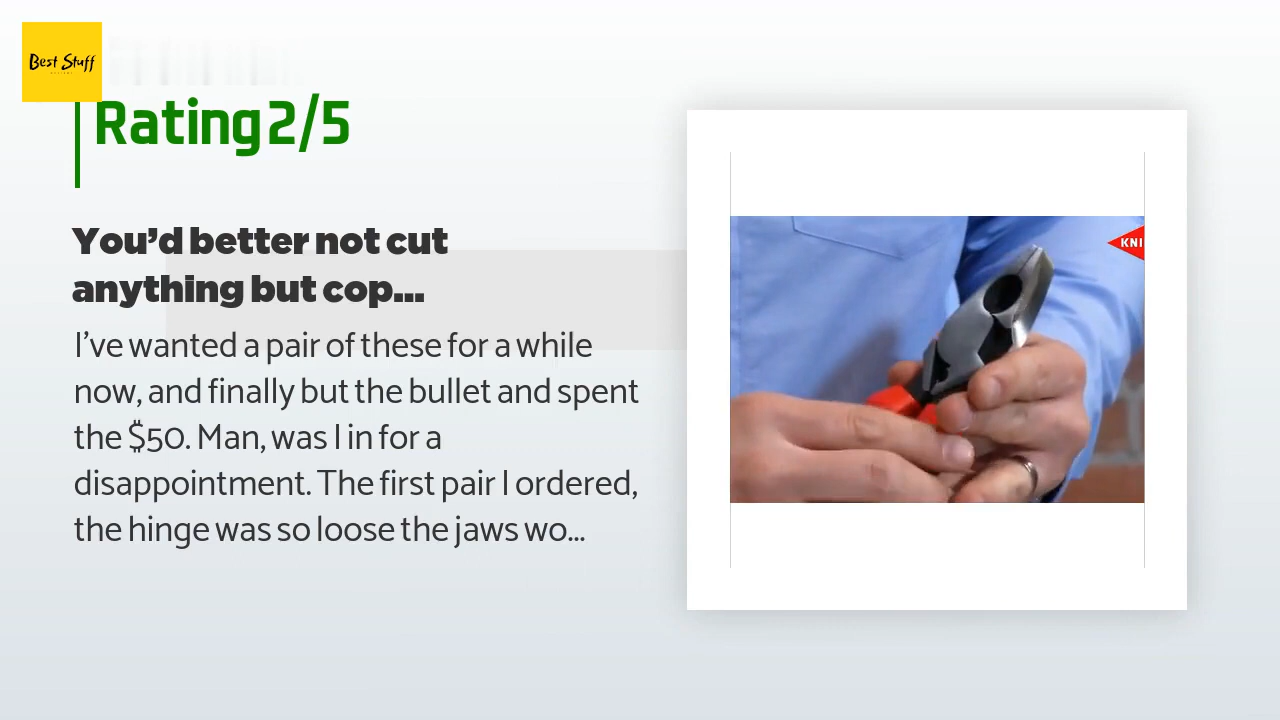 Best Stuff
Rating 2/5
You'd better not cut
anything but cop...
I've wanted a pair of these for a while
now, and finally but the bullet and spent
the $50. Man, was I in for a
disappointment. The first pair I ordered,
the hinge was so loose the jaws wo...
KNI